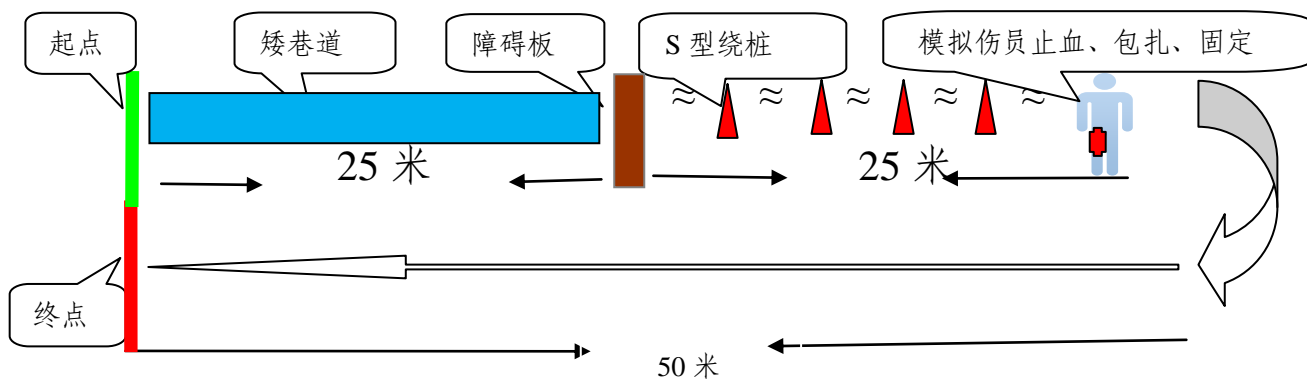 起点
矮巷道
障碍板
S 型绕桩
模拟伤员止血、包扎、固定
≈ ≈ ≈ ≈ ≈
25 米
25 米
终点
50 米